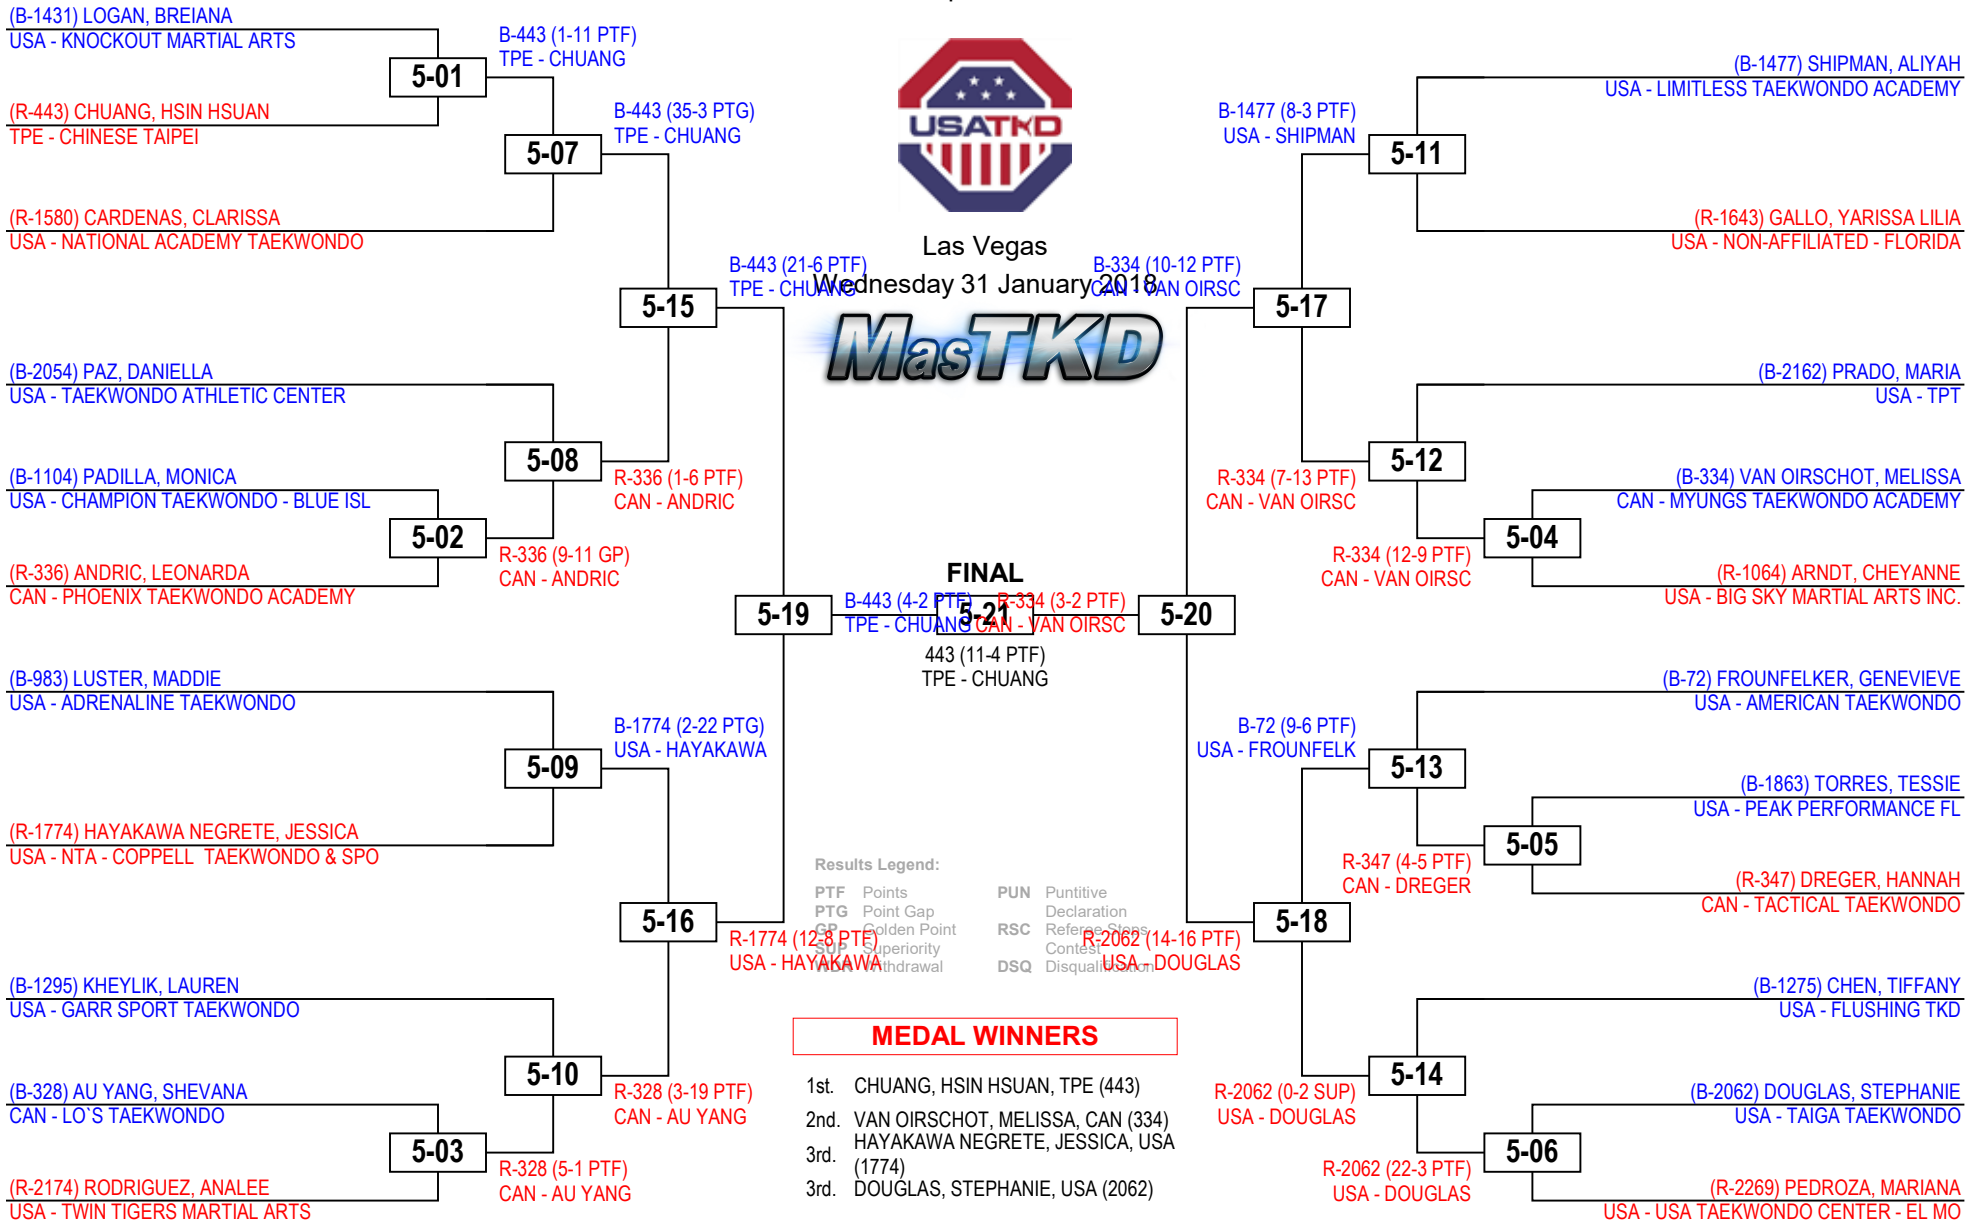 (B-1431) LOGAN, BREIANA
USA - KNOCKOUT MARTIAL ARTS
5-01
(R-443) CHUANG, HSIN HSUAN
TPE - CHINESE TAIPEI
B-443 (1-11 PTF)
TPE - CHUANG
5-07
(R-1580) CARDENAS, CLARISSA
USA - NATIONAL ACADEMY TAEKWONDO
B-443 (35-3 PTG)
TPE - CHUANG
5-15
(B-2054) PAZ, DANIELLA
USA - TAEKWONDO ATHLETIC CENTER
5-08
(B-1104) PADILLA, MONICA
USA - CHAMPION TAEKWONDO - BLUE ISL
5-02
(R-336) ANDRIC, LEONARDA
CAN - PHOENIX TAEKWONDO ACADEMY
R-336 (9-11 GP)
CAN - ANDRIC
R-336 (1-6 PTF)
CAN - ANDRIC
B-443 (21-6 PTF)
TPE - CHUANG
5-19
(B-983) LUSTER, MADDIE
USA - ADRENALINE TAEKWONDO
5-09
(R-1774) HAYAKAWA NEGRETE, JESSICA
USA - NTA - COPPELL TAEKWONDO & SPO
B-1774 (2-22 PTG)
USA - HAYAKAWA
5-16
(B-1295) KHEYLIK, LAUREN
USA - GARR SPORT TAEKWONDO
5-10
(B-328) AU YANG, SHEVANA
CAN - LO`S TAEKWONDO
5-03
(R-2174) RODRIGUEZ, ANALEE
USA - TWIN TIGERS MARTIAL ARTS
R-328 (5-1 PTF)
CAN - AU YANG
R-328 (3-19 PTF)
CAN - AU YANG
R-1774 (12-8 PTF)
USA - HAYAKAWA
USATKD
Las Vegas
Wednesday 31 January 2018
MasTKD
FINAL
B-443 (4-2 PTF)
TPE - CHUANG
5-21
R-334 (3-2 PTF)
CAN - VAN OIRSC
443 (11-4 PTF)
TPE - CHUANG
Results Legend:
PTF Points
PTG Point Gap
GP Golden Point
SUP Superiority
WDR Withdrawal
PUN Puntitive
Declaration
RSC Referee Stops
Contest
DSQ Disqualification
MEDAL WINNERS
1st. CHUANG, HSIN HSUAN, TPE (443)
2nd. VAN OIRSCHOT, MELISSA, CAN (334)
3rd. HAYAKAWA NEGRETE, JESSICA, USA
(1774)
3rd. DOUGLAS, STEPHANIE, USA (2062)
(B-1477) SHIPMAN, ALIYAH
USA - LIMITLESS TAEKWONDO ACADEMY
B-1477 (8-3 PTF)
USA - SHIPMAN
5-11
(R-1643) GALLO, YARISSA LILIA
USA - NON-AFFILIATED - FLORIDA
B-334 (10-12 PTF)
CAN - VAN OIRSC
5-17
(B-2162) PRADO, MARIA
USA - TPT
5-12
R-334 (7-13 PTF)
CAN - VAN OIRSC
(B-334) VAN OIRSCHOT, MELISSA
CAN - MYUNGS TAEKWONDO ACADEMY
5-04
R-334 (12-9 PTF)
CAN - VAN OIRSC
(R-1064) ARNDT, CHEYANNE
USA - BIG SKY MARTIAL ARTS INC.
5-20
(B-72) FROUNFELKER, GENEVIEVE
USA - AMERICAN TAEKWONDO
B-72 (9-6 PTF)
USA - FROUNFELK
5-13
(B-1863) TORRES, TESSIE
USA - PEAK PERFORMANCE FL
5-05
R-347 (4-5 PTF)
CAN - DREGER
(R-347) DREGER, HANNAH
CAN - TACTICAL TAEKWONDO
5-18
R-2062 (14-16 PTF)
USA - DOUGLAS
(B-1275) CHEN, TIFFANY
USA - FLUSHING TKD
5-14
R-2062 (0-2 SUP)
USA - DOUGLAS
(B-2062) DOUGLAS, STEPHANIE
USA - TAIGA TAEKWONDO
5-06
R-2062 (22-3 PTF)
USA - DOUGLAS
(R-2269) PEDROZA, MARIANA
USA - USA TAEKWONDO CENTER - EL MO